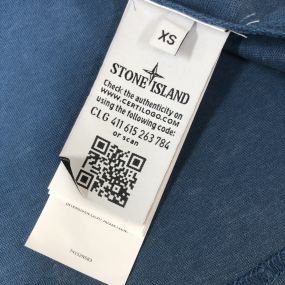 XS
STONE ISLAND
Check the authenticity on
WWW.CERTILOGO.COM
using the following code:
CLG 411 615 263 784
or scan